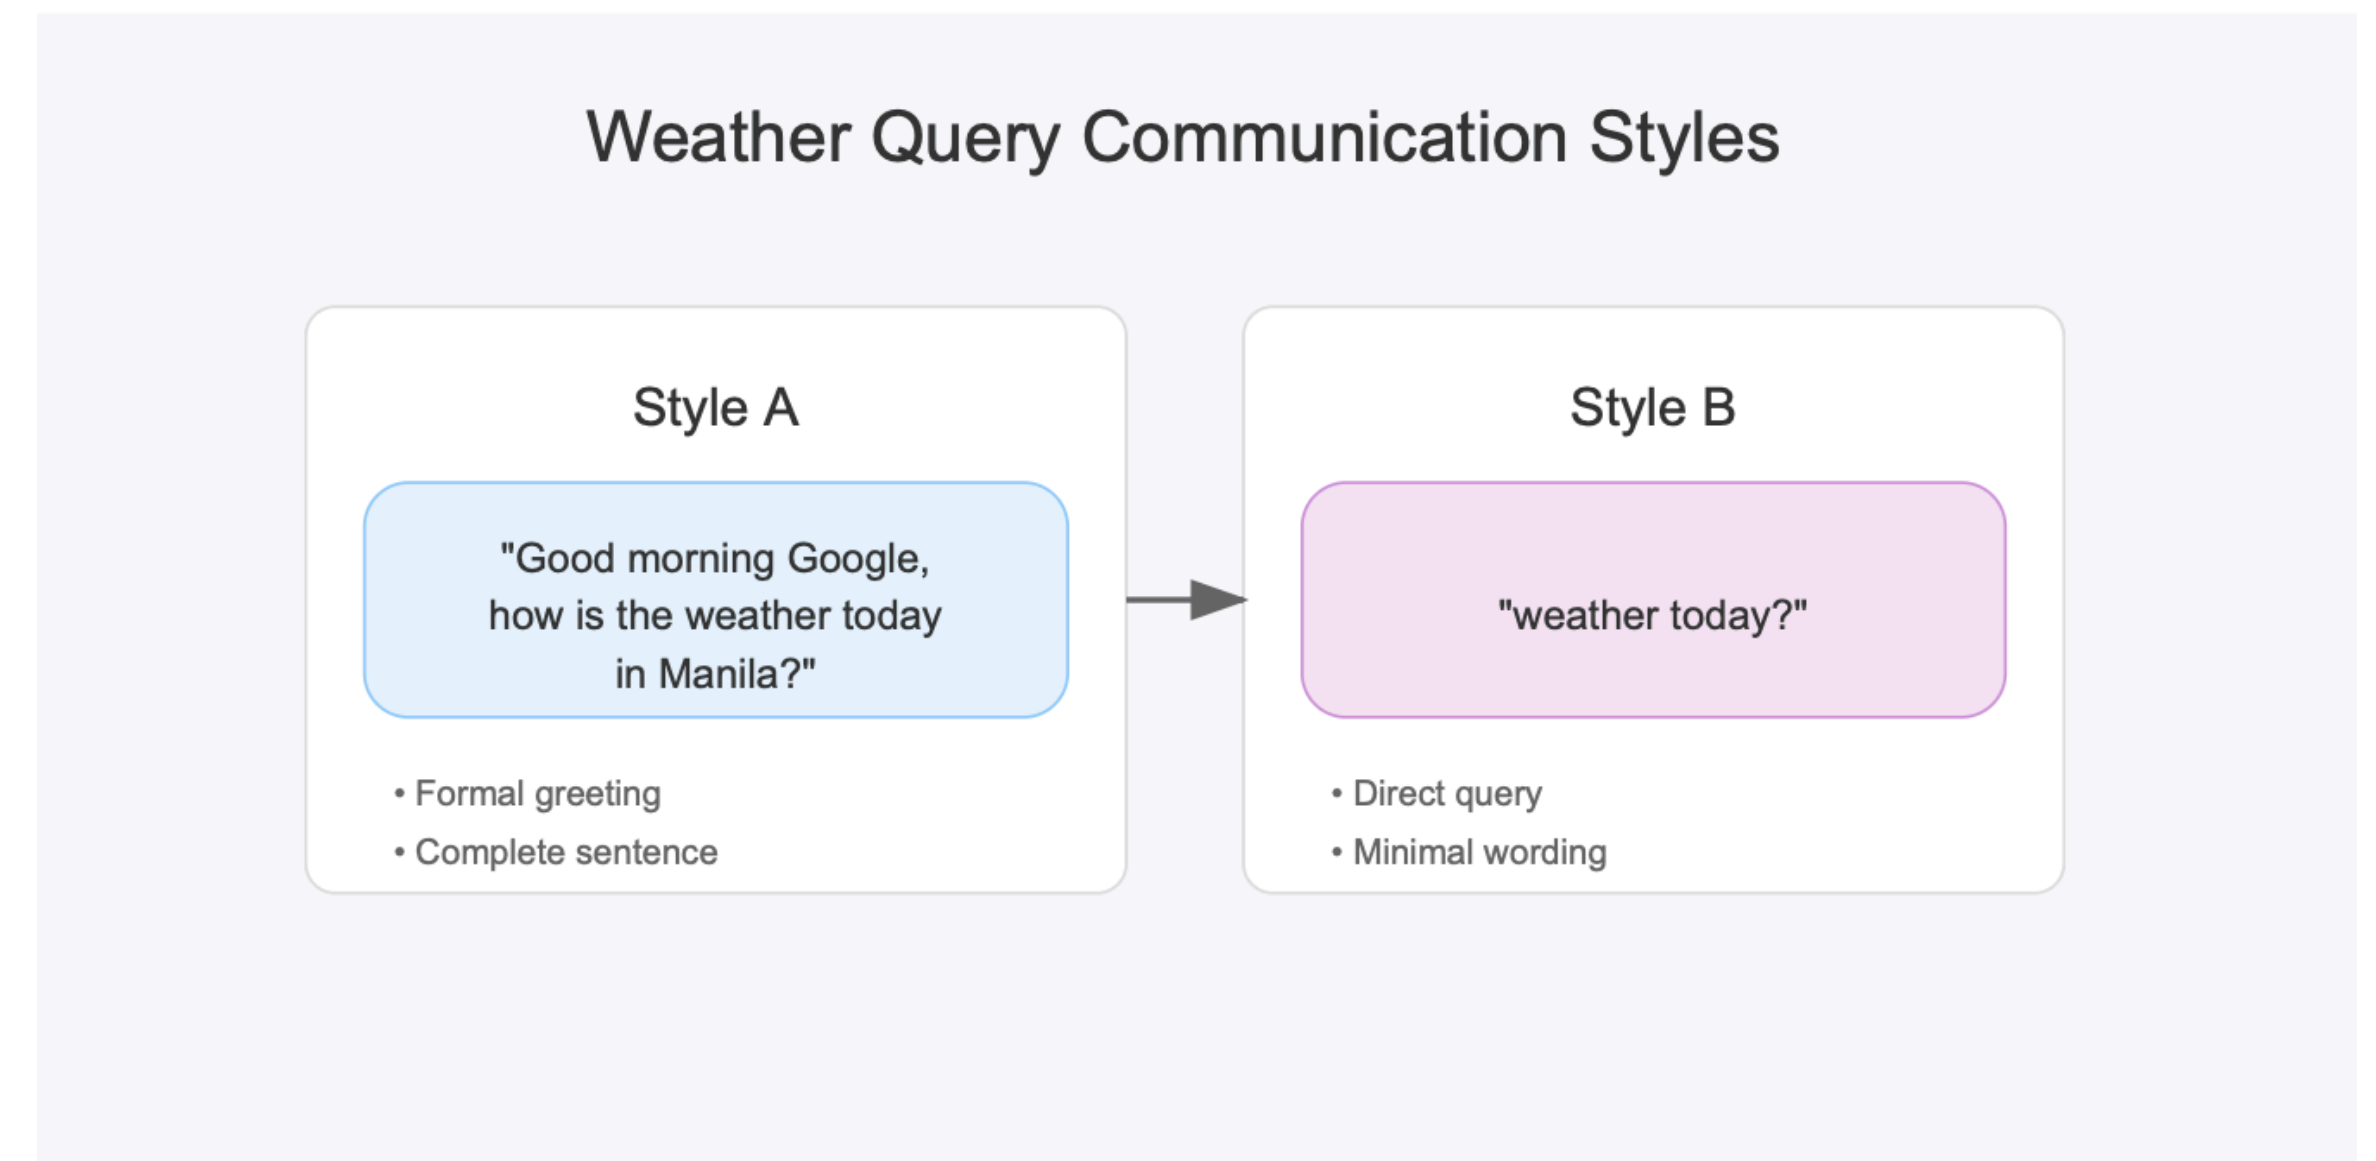 Weather Query Communication Styles
Style A
"Good morning Google,
how is the weather today
in Manila?"
• Formal greeting
• Complete sentence
Style B
"weather today?"
• Direct query
• Minimal wording